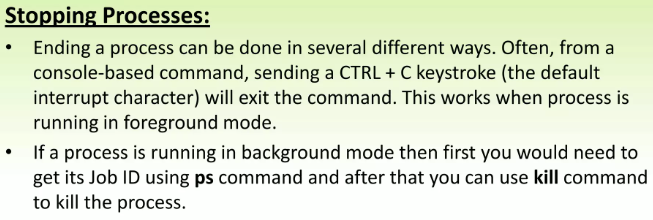 Stopping Processes:
• Ending a process can be done in several different ways. Often, from a
console-based command, sending a CTRL + C keystroke (the default
interrupt character) will exit the command. This works when process is
running in foreground mode.
• If a process is running in background mode then first you would need to
get its Job ID using ps command and after that you can use kill command
to kill the process.